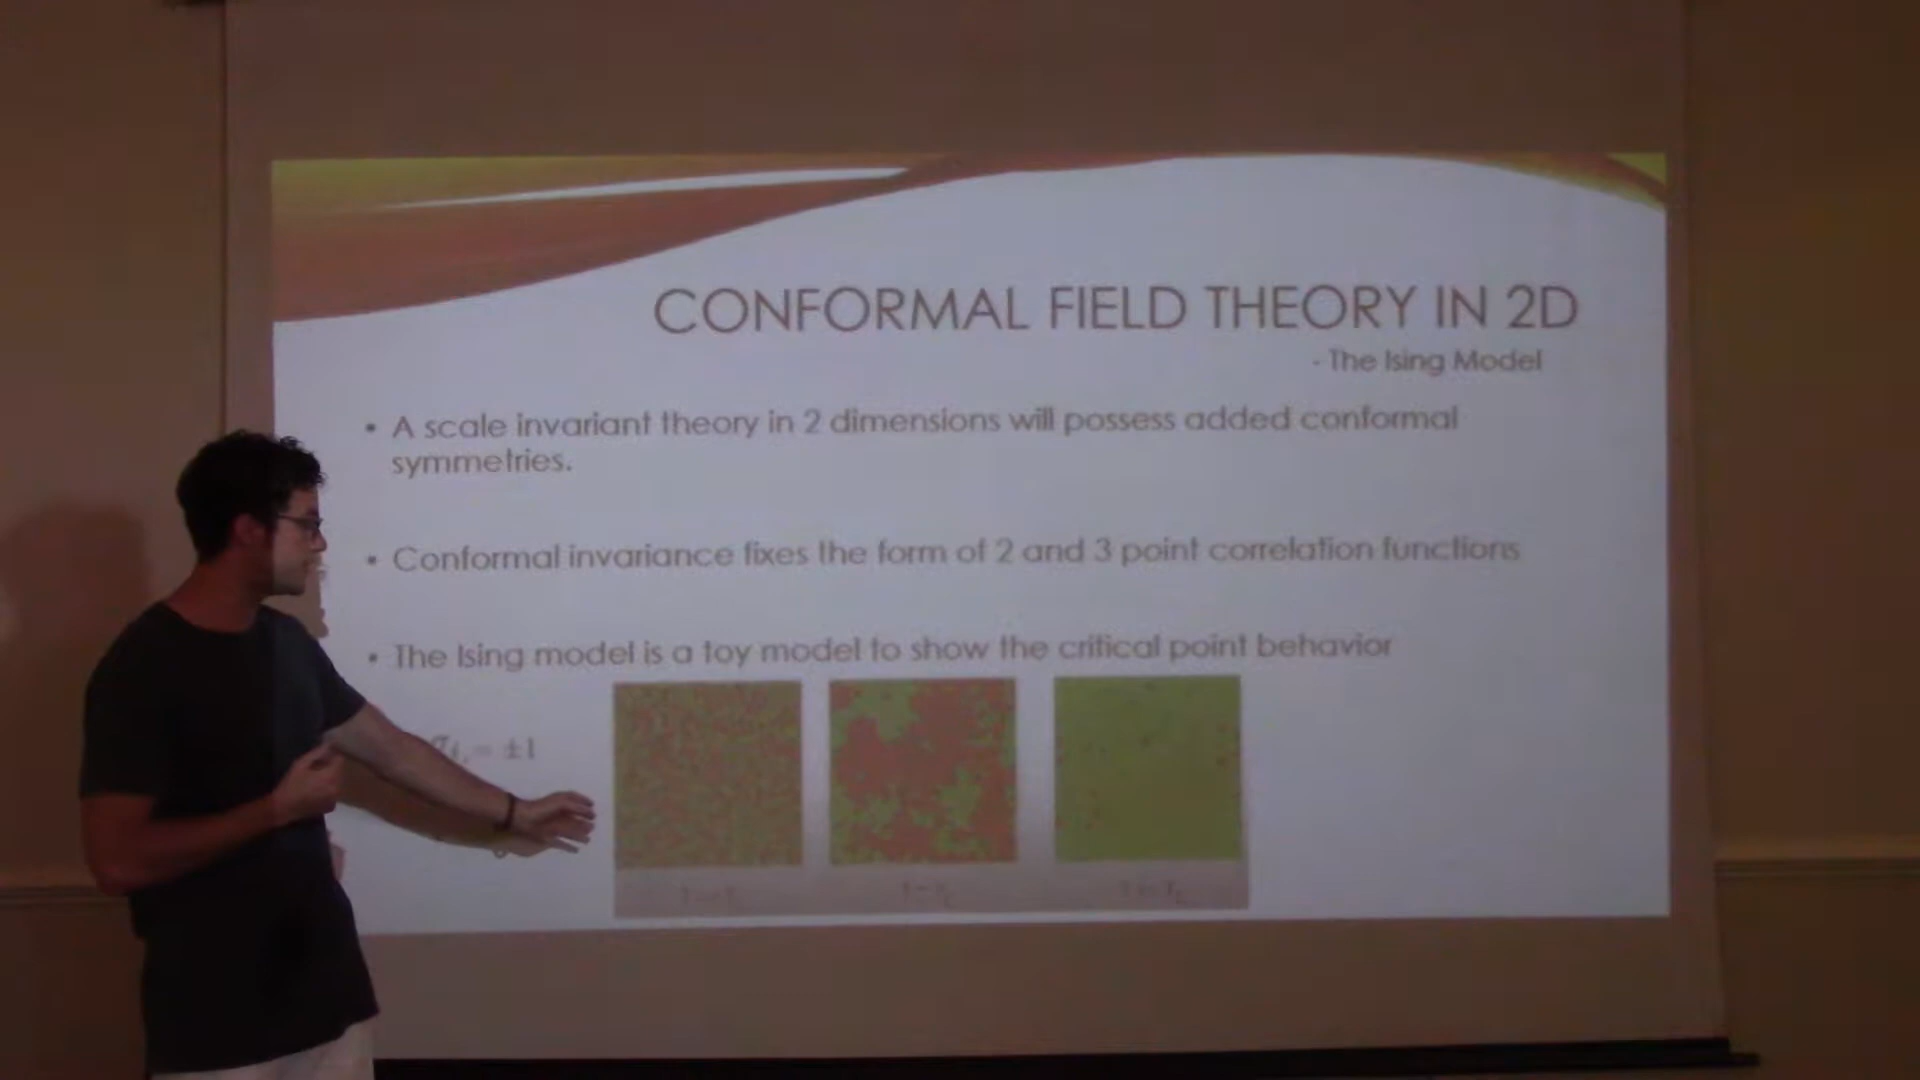 CONFORMAL FIELD THEORY IN 2D
- The Ising Model
• A scale invariant theory in 2 dimensions will possess added conformal
symmetries.
• Conformal invariance fixes the form of 2 and 3 point correlation functions
• The Ising model is a toy model to show the critical point behavior
= ±1